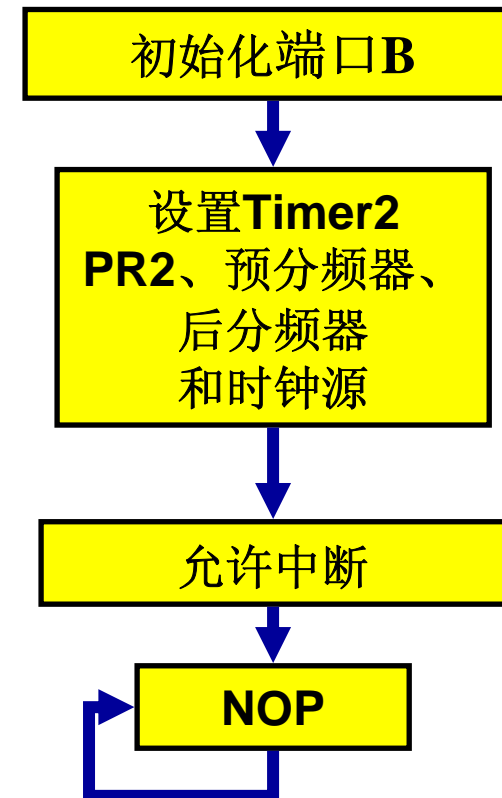 初始化端口B
设置Timer2
PR2、预分频器、
后分频器
和时钟源
允许中断
NOP